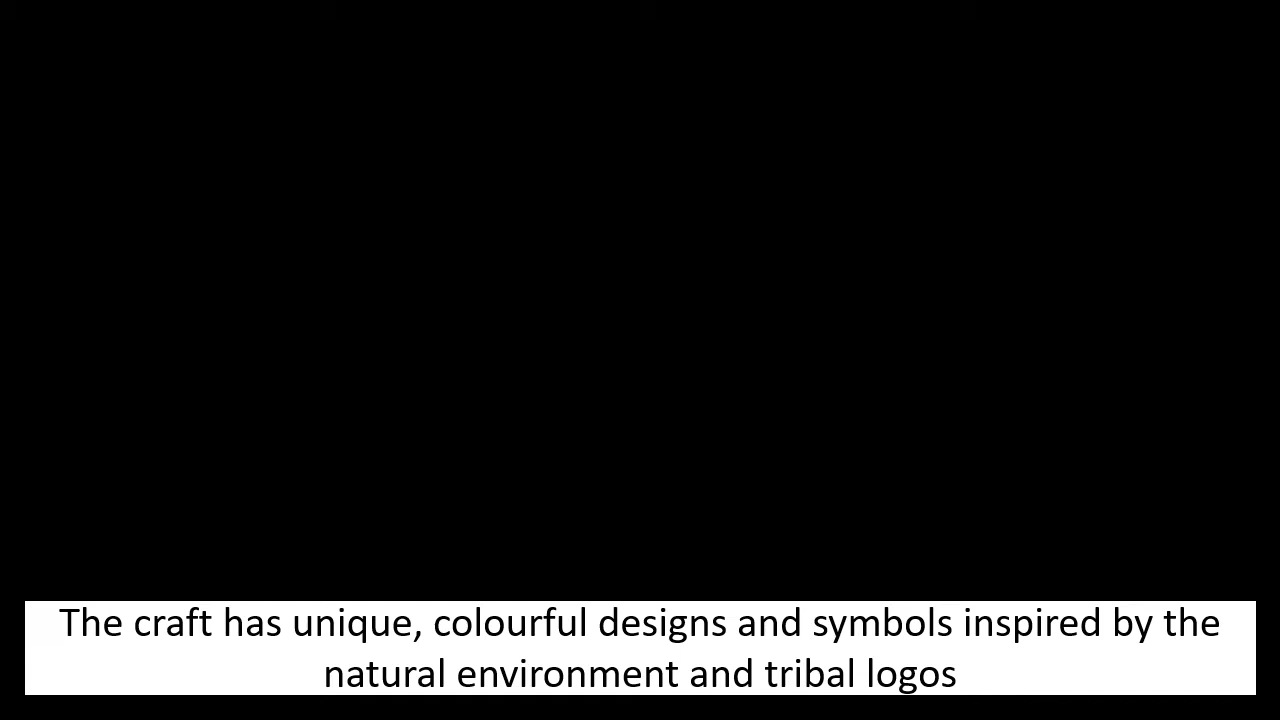 The craft has unique, colourful designs and symbols inspired by the
natural environment and tribal logos